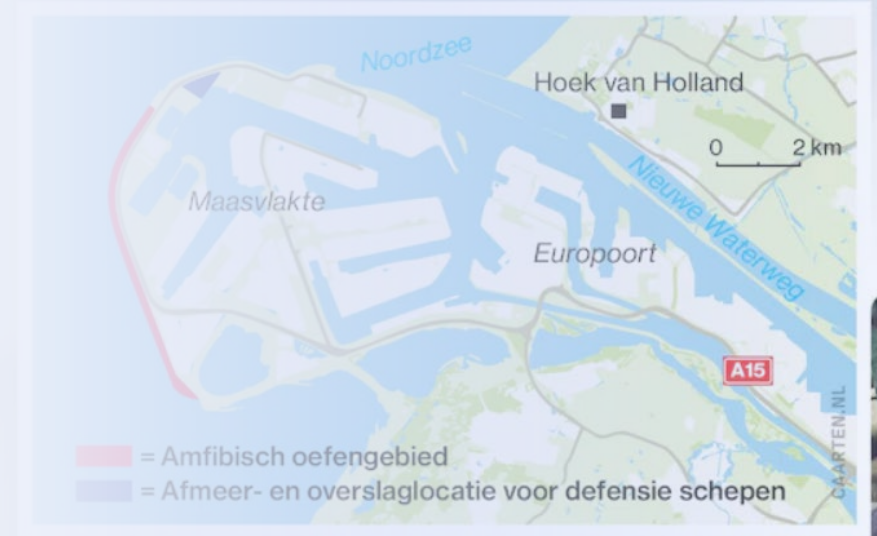 Noordzee
Hoek van Holland
0 2 km
Maasvlakte
Nieuwe Waterweg
Europoort
A15
= Amfibisch oefengebied
= Afmeer- en overslaglocatie voor defensie schepen
CAARTEN.NL